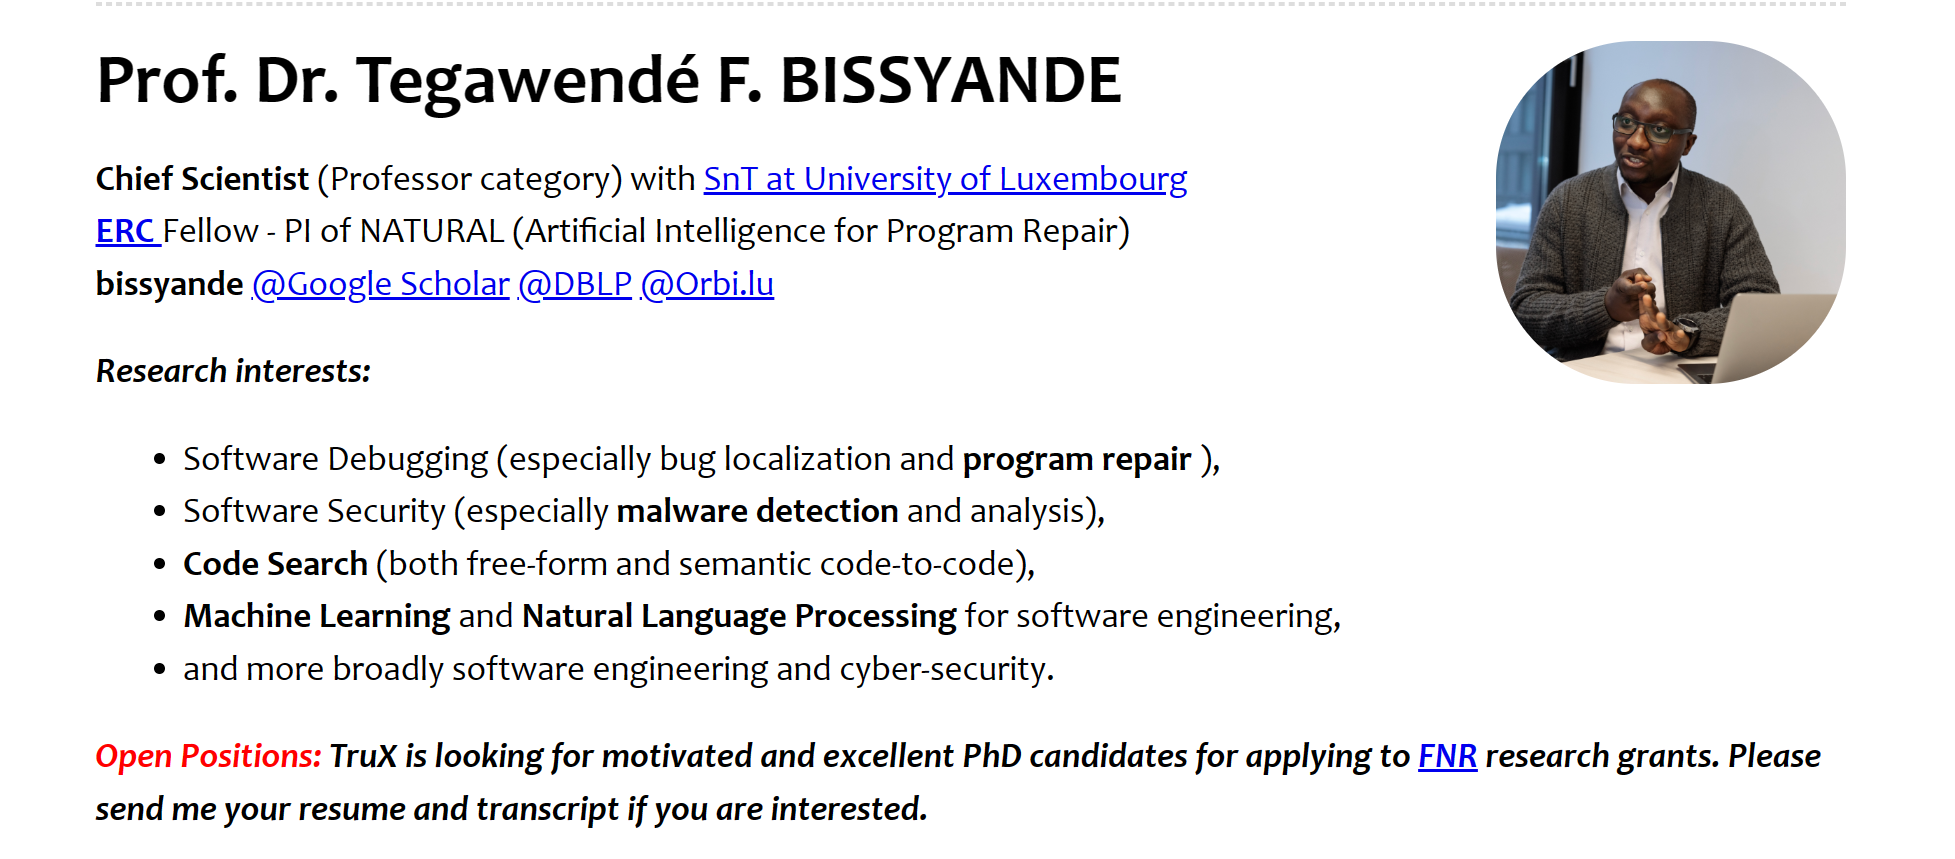 Prof. Dr. Tegawendé F. BISSYANDE
Chief Scientist (Professor category) with SnT at University of Luxembourg
ERC Fellow - PI of NATURAL (Artificial Intelligence for Program Repair)
bissyande @Google Scholar @DBLP @Orbi.lu
Research interests:
• Software Debugging (especially bug localization and program repair ),
• Software Security (especially malware detection and analysis),
• Code Search (both free-form and semantic code-to-code),
• Machine Learning and Natural Language Processing for software engineering,
• and more broadly software engineering and cyber-security.
Open Positions: TruX is looking for motivated and excellent PhD candidates for applying to FNR research grants. Please
send me your resume and transcript if you are interested.